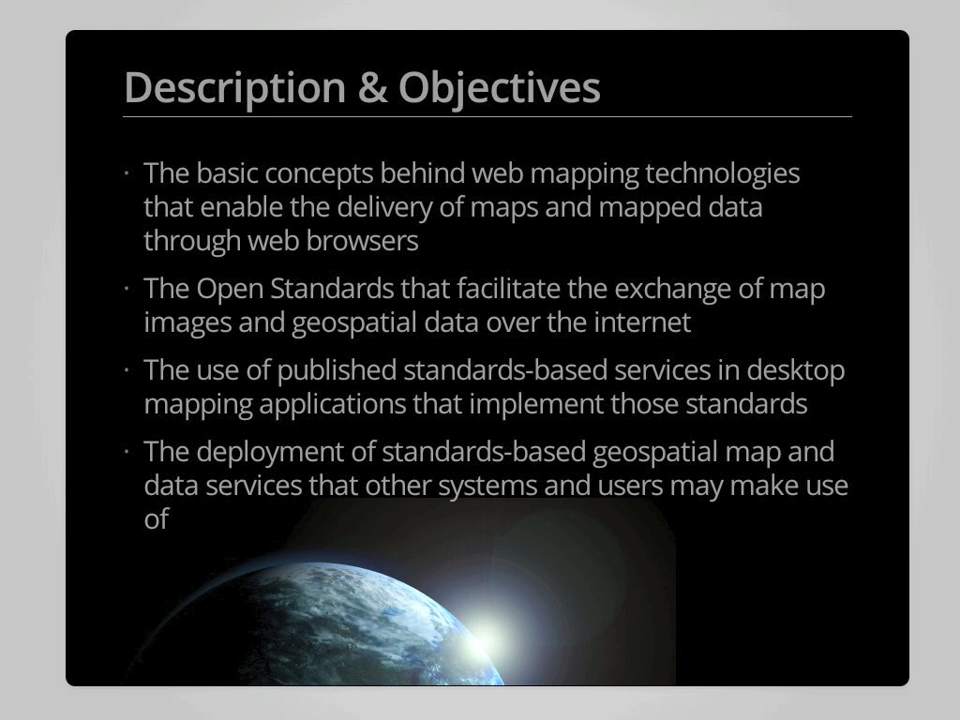 Description & Objectives
· The basic concepts behind web mapping technologies
that enable the delivery of maps and mapped data
through web browsers
· The Open Standards that facilitate the exchange of map
images and geospatial data over the internet
· The use of published standards-based services in desktop
mapping applications that implement those standards
· The deployment of standards-based geospatial map and
data services that other systems and users may make use
of